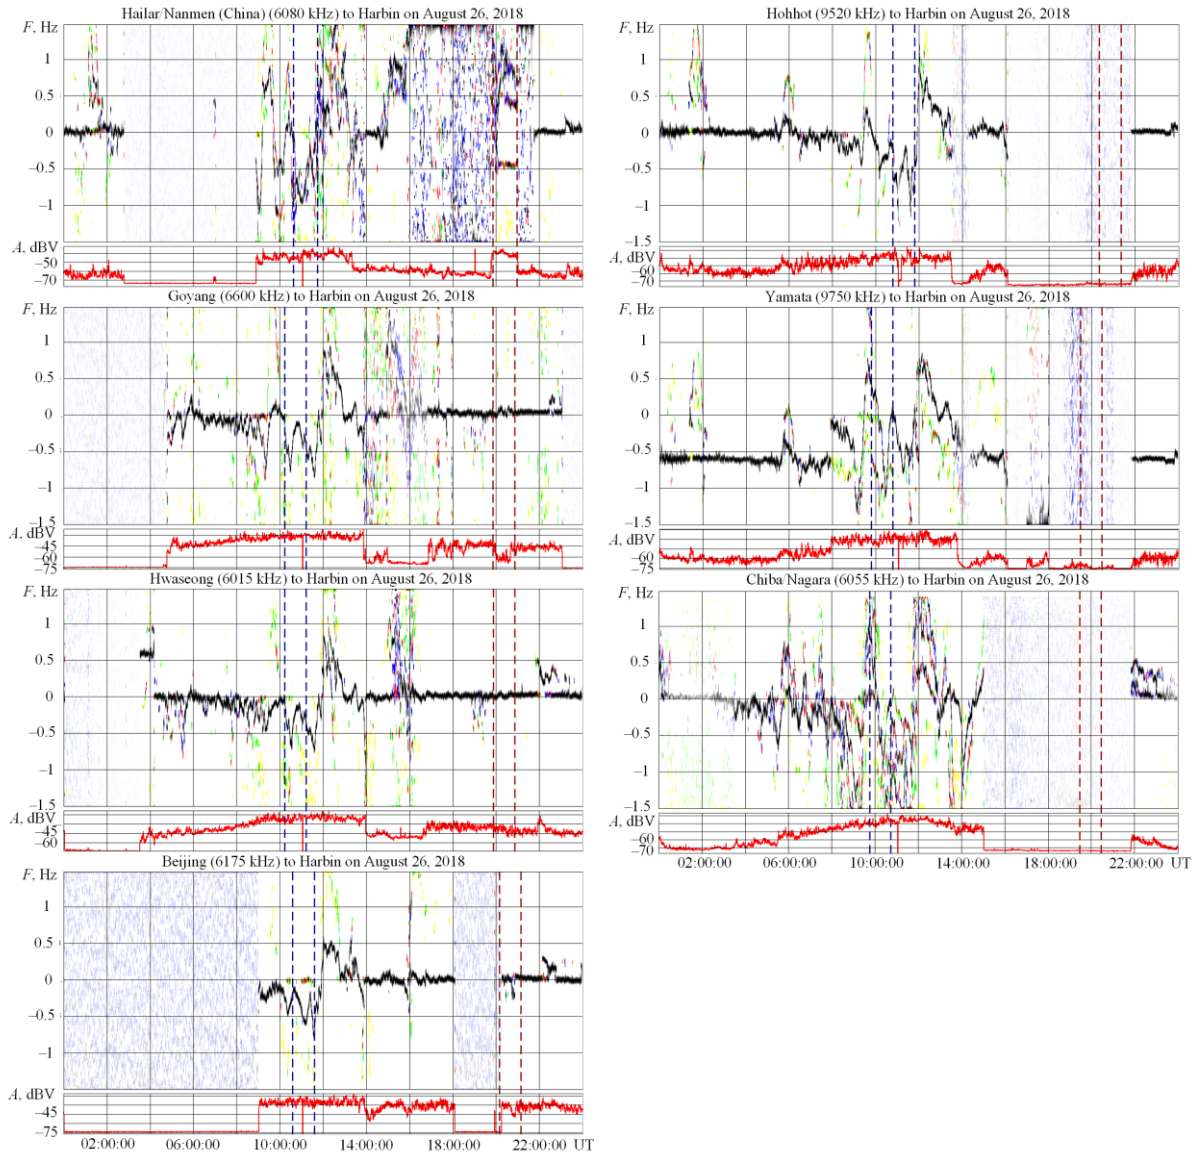 Hailar/Nanmen (China) (6080 kHz) to Harbin on August 26, 2018
F, Hz
1
0.5
0
−0.5
−1
A, dBV
−50
−70
Goyang (6600 kHz) to Harbin on August 26, 2018
F, Hz
1
0.5
0
−0.5
−1
−1.5
A, dBV
−45
−60
−75
Hwaseong (6015 kHz) to Harbin on August 26, 2018
F, Hz
1
0.5
0
−0.5
−1
−1.5
A, dBV
−45
−60
Beijing (6175 kHz) to Harbin on August 26, 2018
F, Hz
1
0.5
0
−0.5
−1
A, dBV
−45
−75
02:00:00 06:00:00 10:00:00 14:00:00 18:00:00 22:00:00 UT
Hohhot (9520 kHz) to Harbin on August 26, 2018
F, Hz
1
0.5
0
−0.5
−1
−1.5
A, dBV
−60
−70
Yamata (9750 kHz) to Harbin on August 26, 2018
F, Hz
1
0.5
0
−0.5
−1
−1.5
A, dBV
−60
−75
Chiba/Nagara (6055 kHz) to Harbin on August 26, 2018
F, Hz
1
0.5
0
−0.5
−1
−1.5
A, dBV
−60
−70
02:00:00 06:00:00 10:00:00 14:00:00 18:00:00 22:00:00 UT